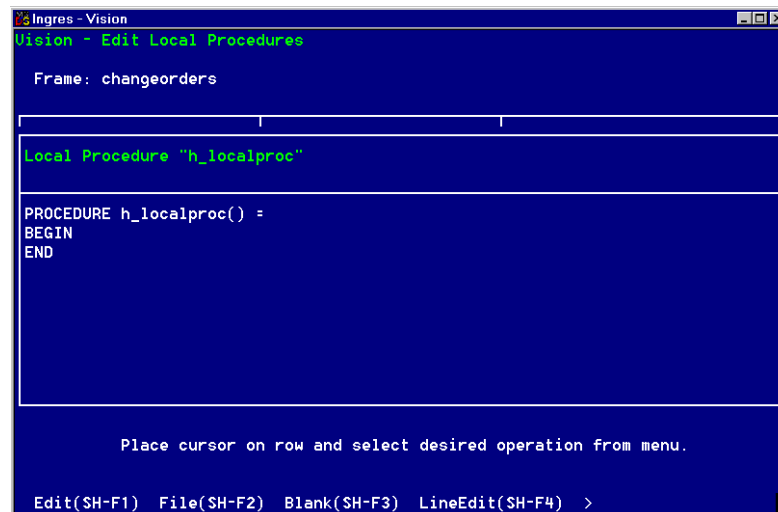 Ingres - Vision
Vision - Edit Local Procedures
Frame: changeorders
Local Procedure "h_localproc"
PROCEDURE h_localproc() =
BEGIN
END
Place cursor on row and select desired operation from menu.
Edit(SH-F1) File(SH-F2) Blank(SH-F3) LineEdit(SH-F4) >